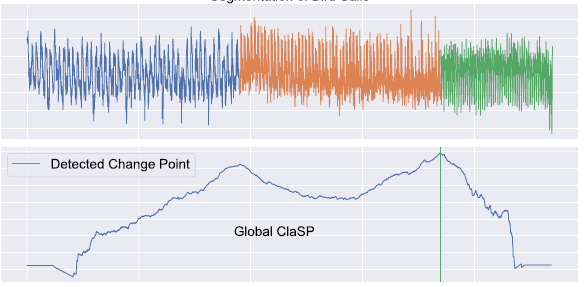 Detected Change Point
Global ClaSP